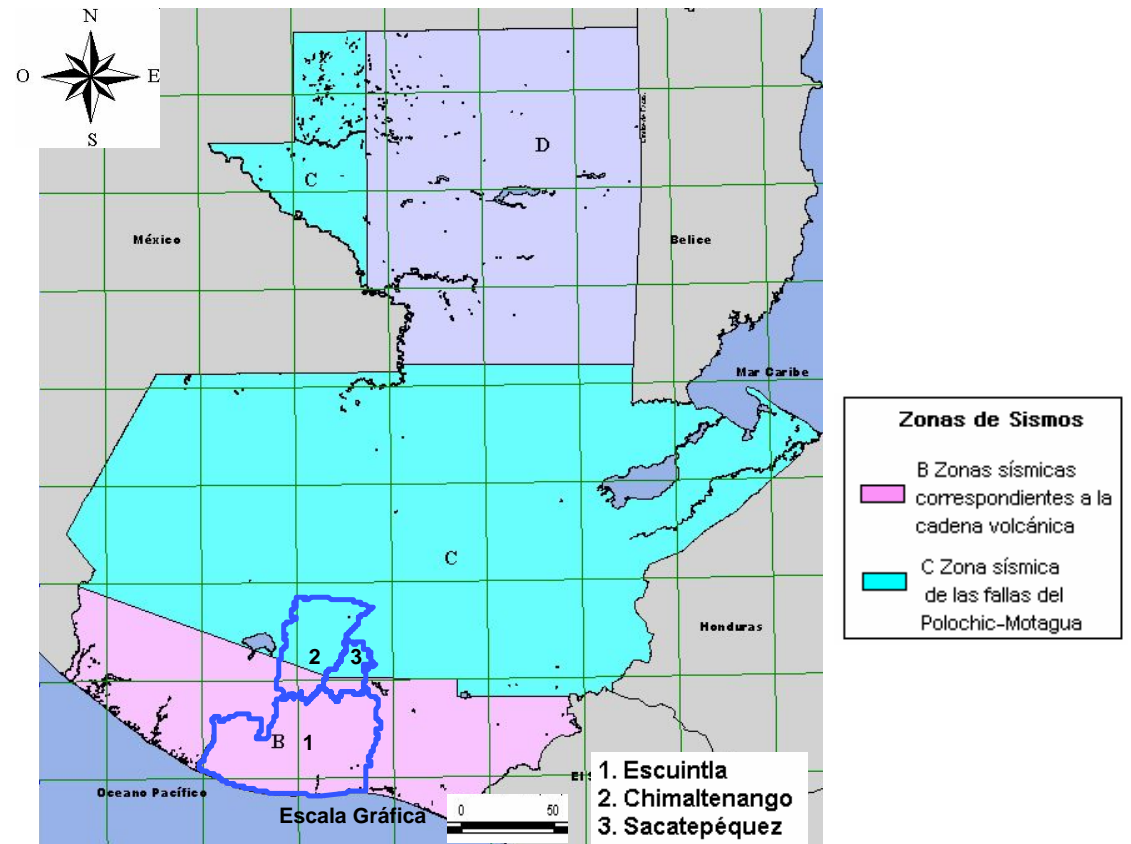 N
O
E
S
D
C
México
Belice
Mar Caribe
Zonas de Sismos
B Zonas sísmicas
correspondientes a la
cadena volcánica
C Zona sísmica
de las fallas del
Polochic-Motagua
C
Honduras
2
3
B
1
Oceano Pacífico
El S
Escala Gráfica
0
50
1. Escuintla
2. Chimaltenango
3. Sacatepéquez